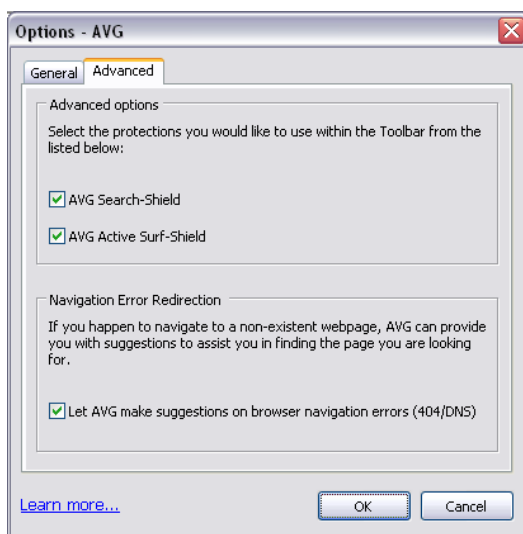 Options - AVG
General Advanced
Advanced options
Select the protections you would like to use within the Toolbar from the
listed below:
AVG Search-Shield
AVG Active Surf-Shield
Navigation Error Redirection
If you happen to navigate to a non-existent webpage, AVG can provide
you with suggestions to assist you in finding the page you are looking
for.
Let AVG make suggestions on browser navigation errors (404/DNS)
Learn more... OK Cancel